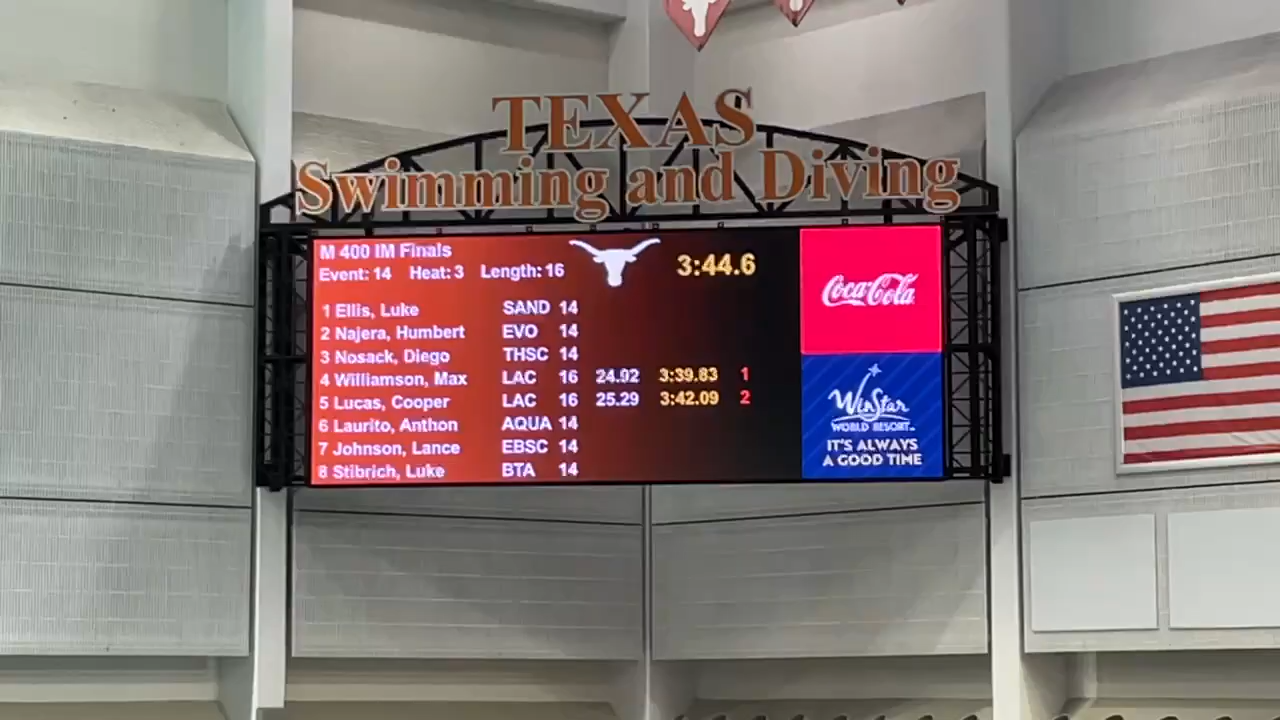 TEXAS
Swimming and Diving
M 400 IM Finals
3:44.6
Event: 14 Heat: 3 Length: 16
1 Ellis, Luke SAND 14
2 Najera, Humbert EVO 14
3 Nosack, Diego THSC 14
4 Williamson, Max LAC 16 24.92 3:39.83 1
5 Lucas, Cooper LAC 16 25.29 3:42.09 2
6 Laurito, Anthon AQUA 14
7 Johnson, Lance EBSC 14
8 Stibrich, Luke BTA 14
Coca-Cola
WinStar
WORLD RESORT
IT'S ALWAYS
A GOOD TIME